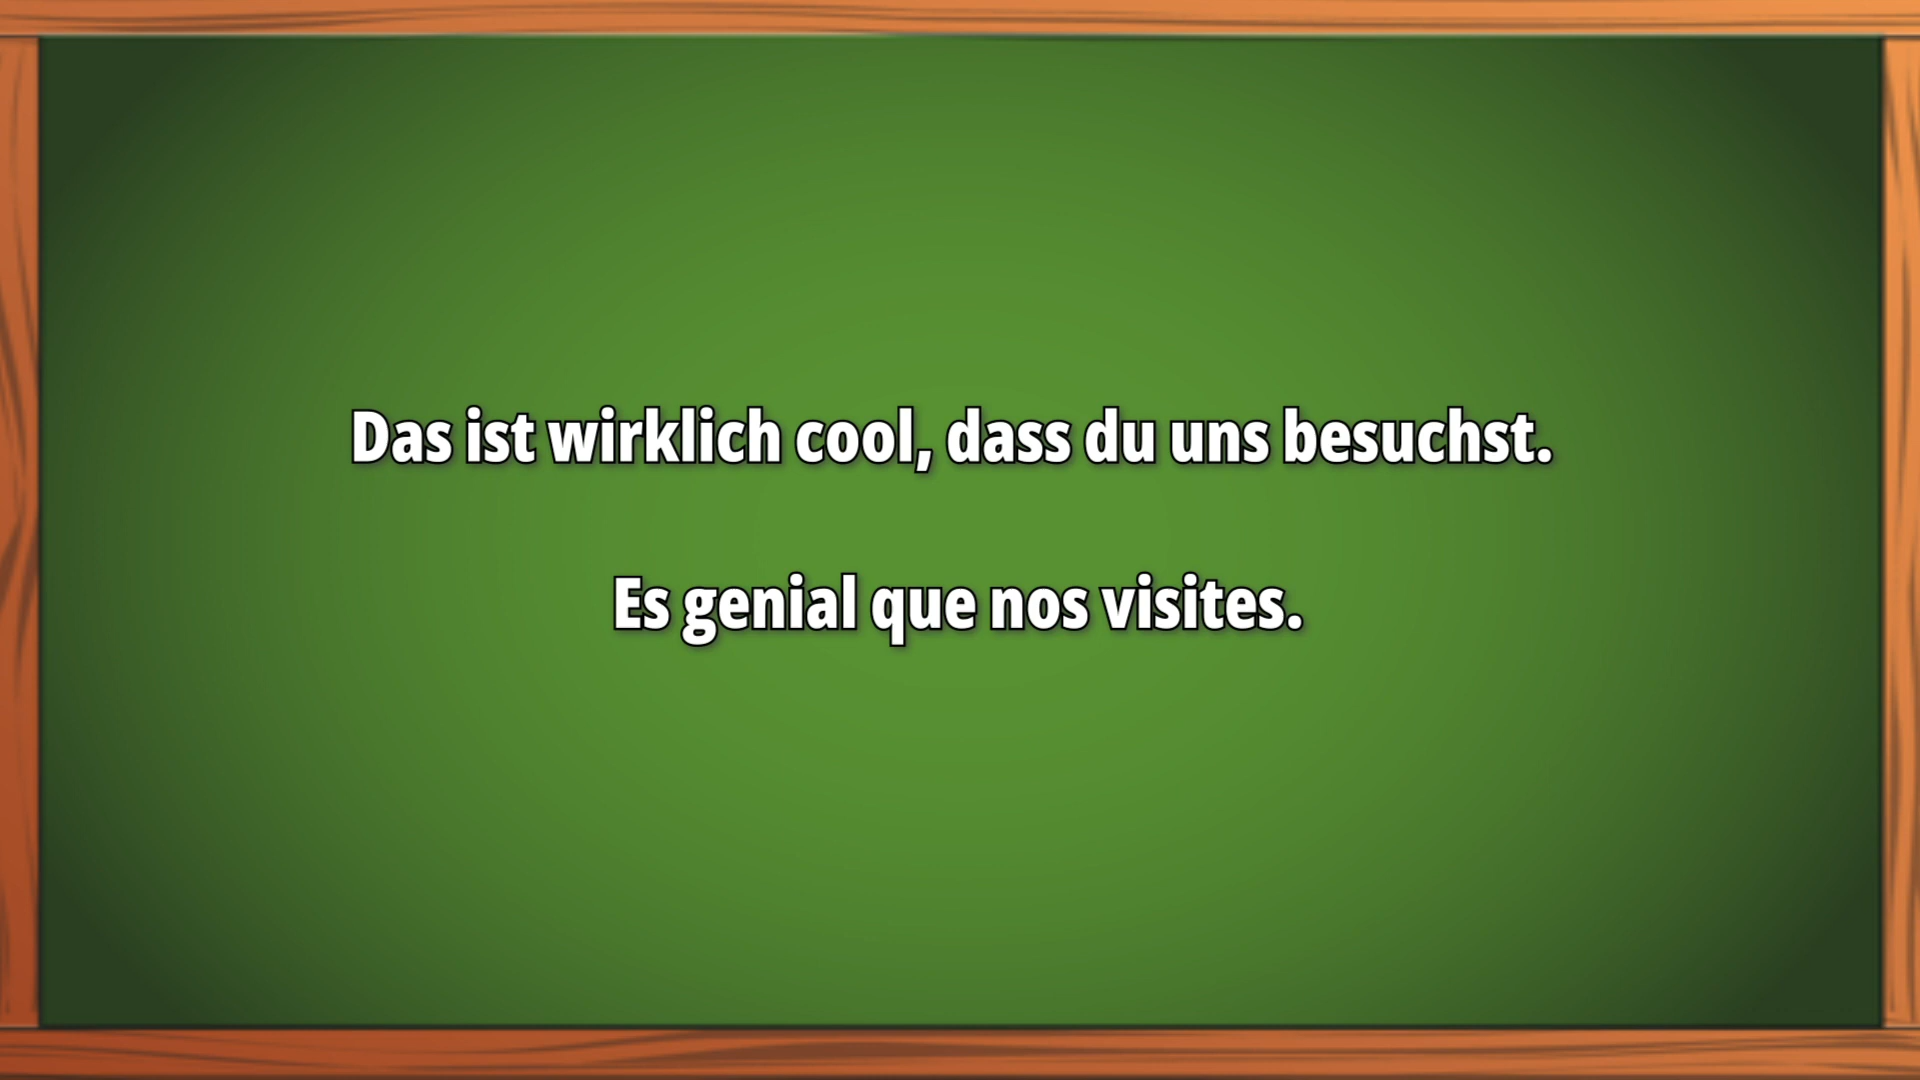 Das ist wirklich cool, dass du uns besuchst.
Es genial que nos visites.